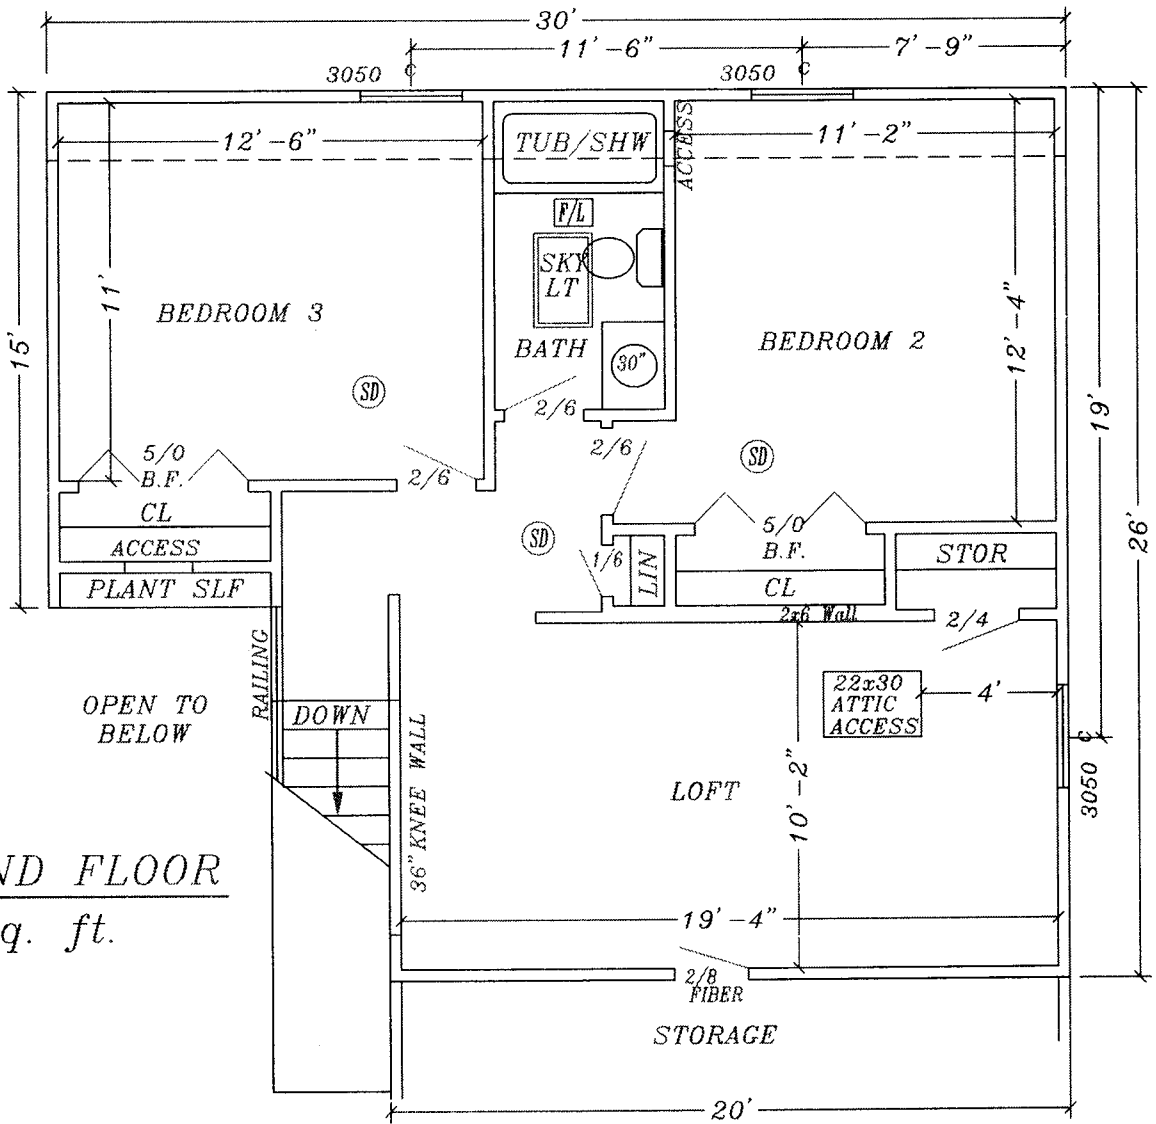 30'
11'-6"
7'-9"
3050
3050
12'-6"
TUB/SHW
ACCESS
11'-2"
F/L
SKY
LT
11'
BEDROOM 3
15'
BATH
30"
BEDROOM 2
12'-4"
19'
26'
SD
2/6
2/6
SD
5/0
B.F.
2/6
CL
ACCESS
PLANT SLF
SD
1/6
LIN
5/0
B.F.
CL
STOR
2x6 Wall
2/4
RAILING
OPEN TO
BELOW
DOWN
36" KNEE WALL
22x30
ATTIC
ACCESS
4'
LOFT
10'-2"
3050
ND FLOOR
q. ft.
19'-4"
2/8
FIBER
STORAGE
20'